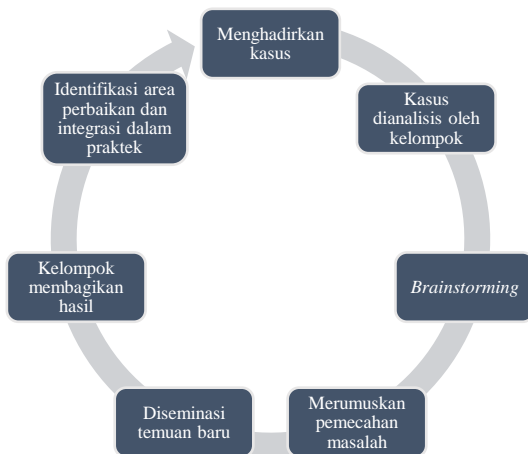 Menghadirkan
kasus
Kasus
dianalisis oleh
kelompok
Brainstorming
Merumuskan
pemecahan
masalah
Diseminasi
temuan baru
Kelompok
membagikan
hasil
Identifikasi area
perbaikan dan
integrasi dalam
praktek